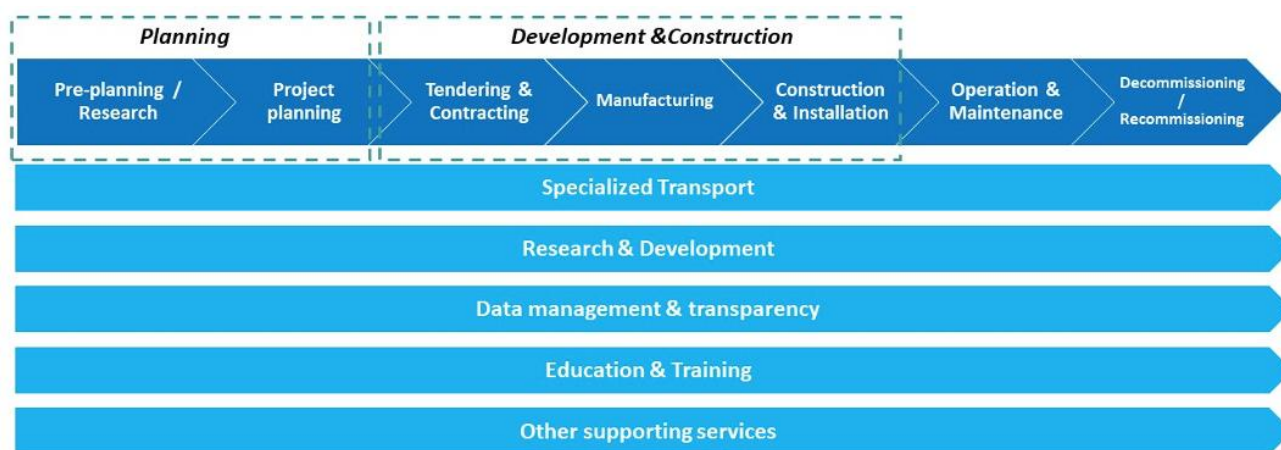 Planning
Development &Construction
Pre-planning /
Research
Project
planning
Tendering &
Contracting
Manufacturing
Construction
& Installation
Operation &
Maintenance
Decommissioning
/
Recommissioning
Specialized Transport
Research & Development
Data management & transparency
Education & Training
Other supporting services